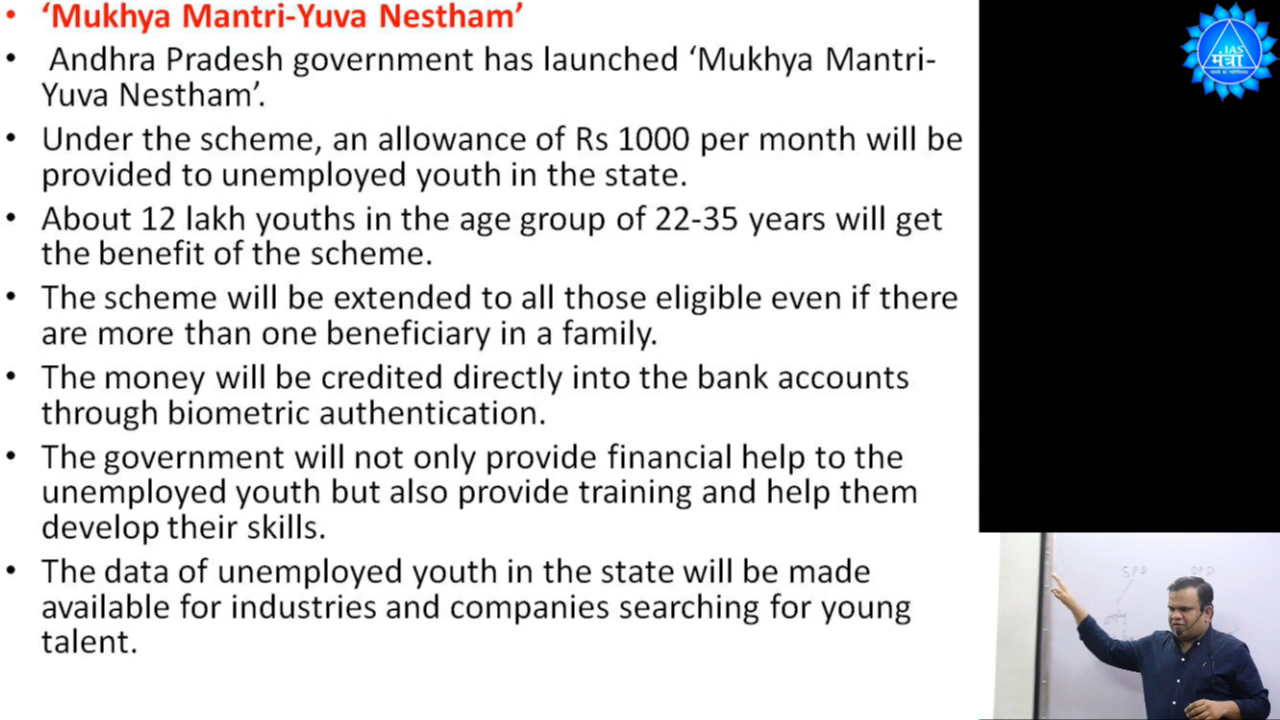 • ‘Mukhya Mantri-Yuva Nestham’
• Andhra Pradesh government has launched ‘Mukhya Mantri-
Yuva Nestham’.
• Under the scheme, an allowance of Rs 1000 per month will be
provided to unemployed youth in the state.
• About 12 lakh youths in the age group of 22-35 years will get
the benefit of the scheme.
• The scheme will be extended to all those eligible even if there
are more than one beneficiary in a family.
• The money will be credited directly into the bank accounts
through biometric authentication.
• The government will not only provide financial help to the
unemployed youth but also provide training and help them
develop their skills.
• The data of unemployed youth in the state will be made
available for industries and companies searching for young
talent.
IAS
मंत्रा